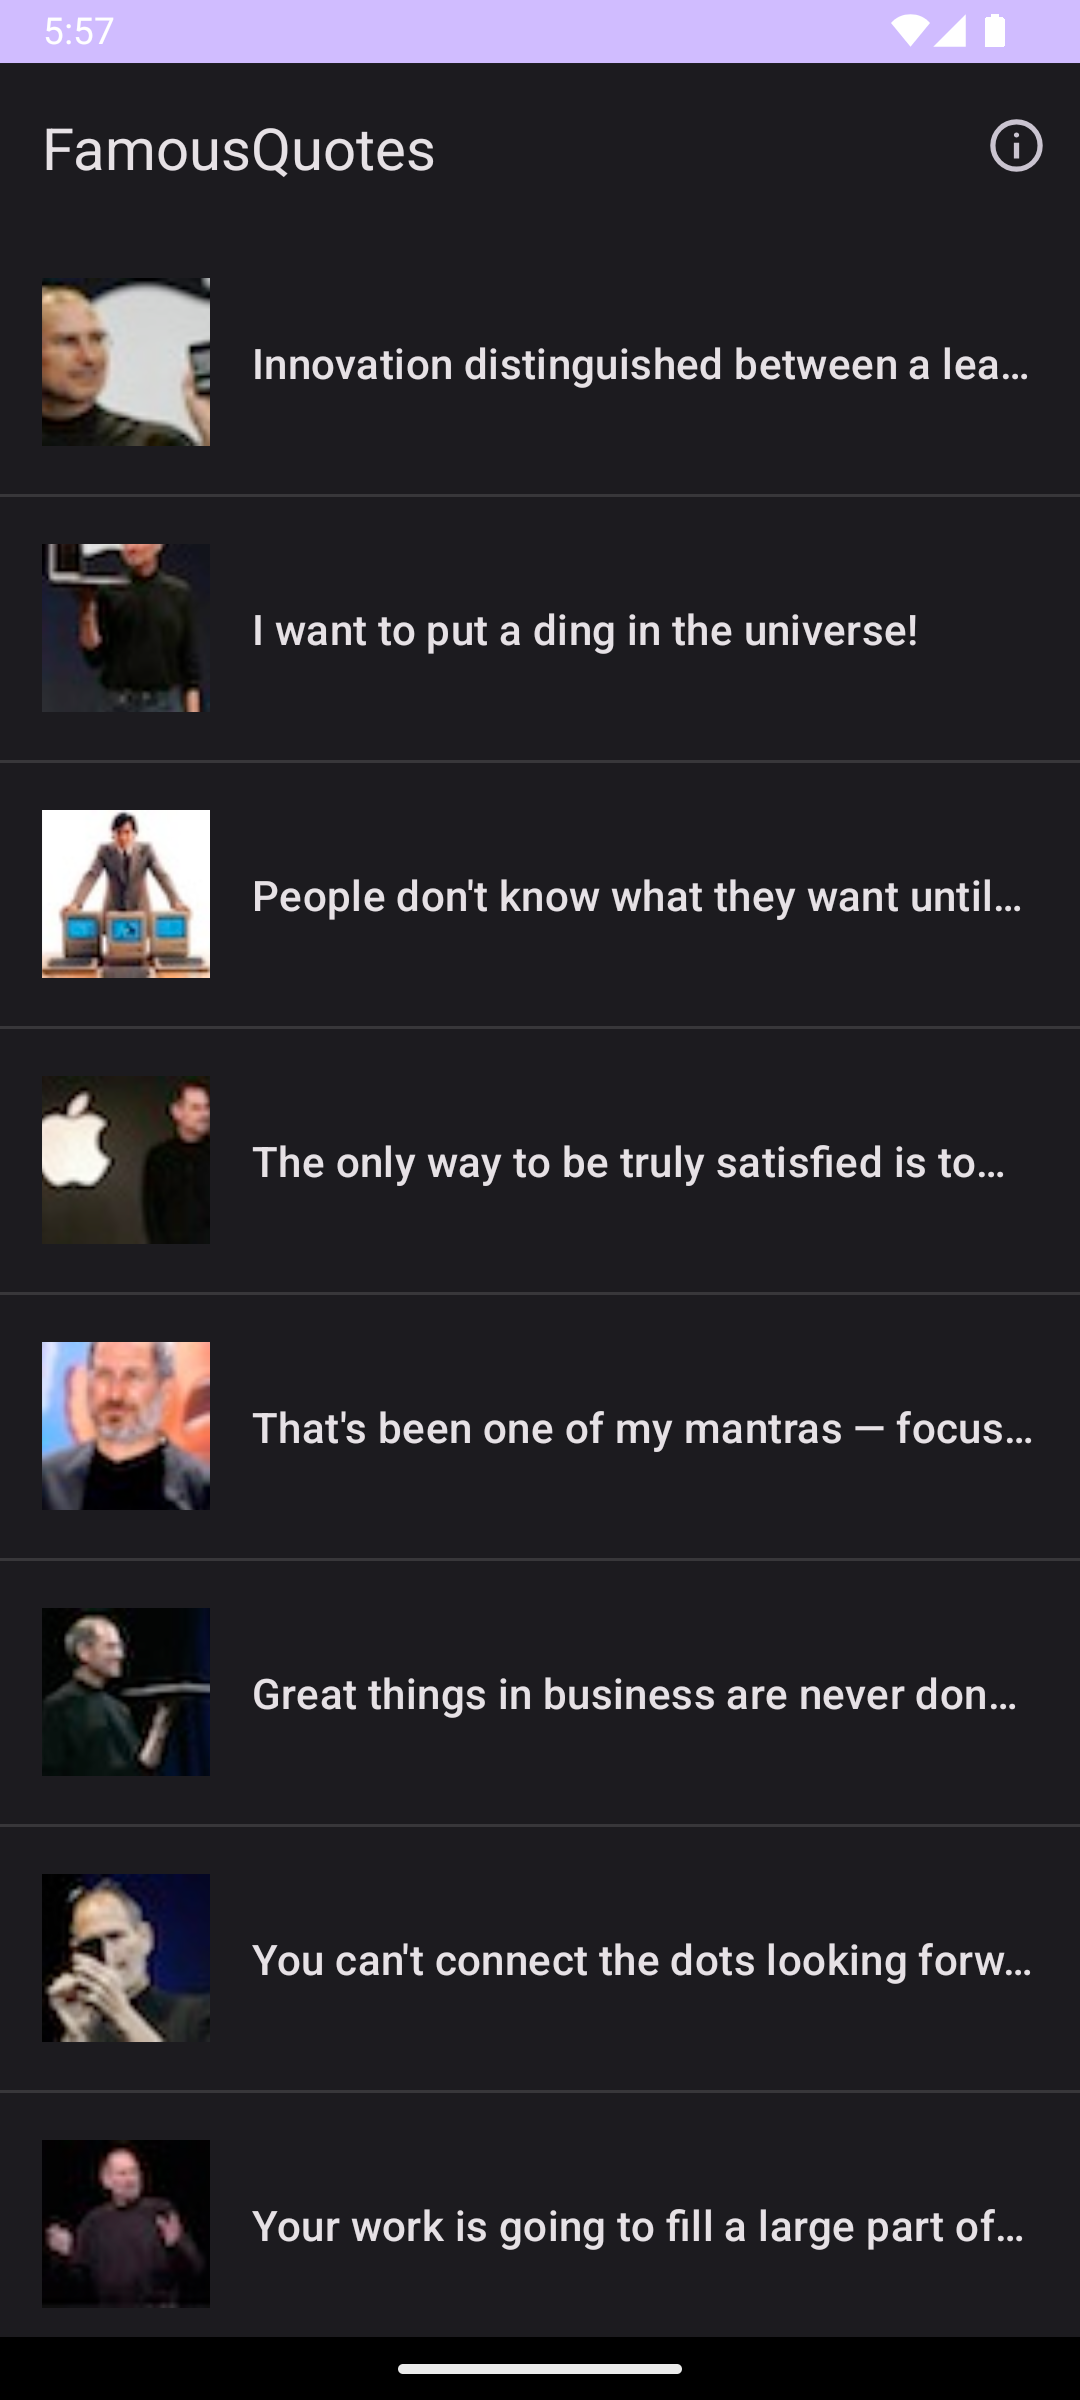 5:57
FamousQuotes
Innovation distinguished between a lea…
I want to put a ding in the universe!
People don't know what they want until…
The only way to be truly satisfied is to…
That's been one of my mantras — focus…
Great things in business are never don…
You can't connect the dots looking forw…
Your work is going to fill a large part of…